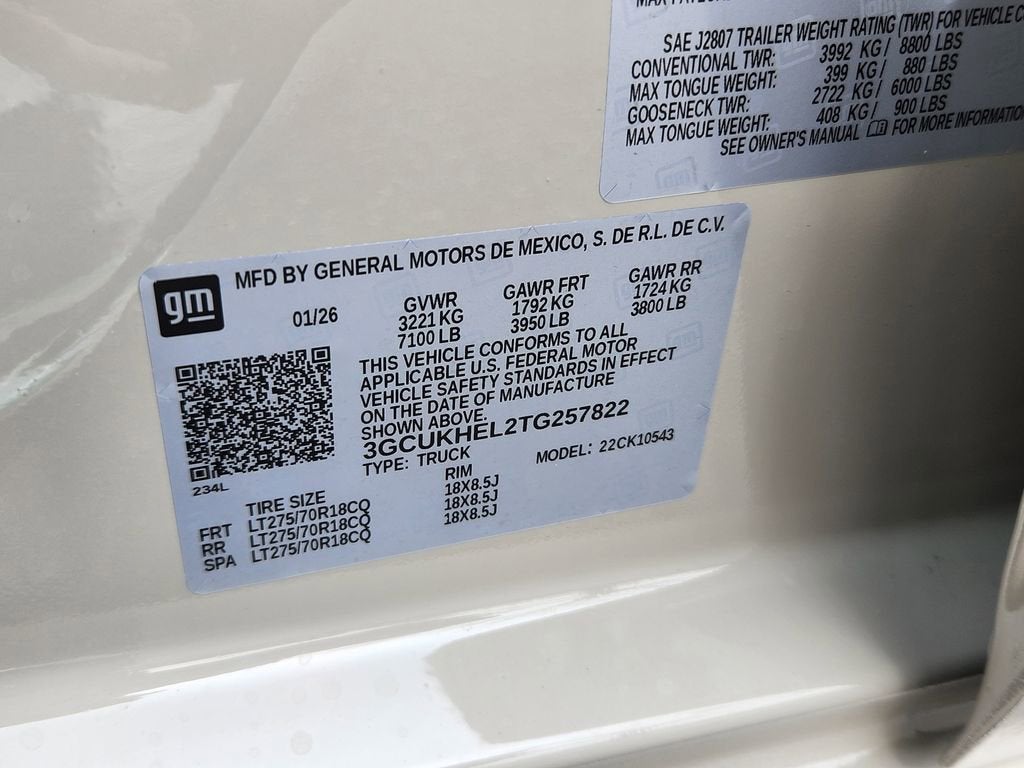 SAE J2807 TRAILER WEIGHT RATING (TWR) FOR VEHICLE
CONVENTIONAL TWR: 3992 KG/ 8800 LBS
MAX TONGUE WEIGHT: 399 KG/ 880 LBS
GOOSENECK TWR: 2722 KG/ 6000 LBS
MAX TONGUE WEIGHT: 408 KG/ 900 LBS
SEE OWNER'S MANUAL FOR MORE INFORMATION
gm
MFD BY GENERAL MOTORS DE MEXICO, S. DE R.L. DE C.V.
01/26
GVWR GAWR FRT GAWR RR
3221 KG 1792 KG 1724 KG
7100 LB 3950 LB 3800 LB
THIS VEHICLE CONFORMS TO ALL
APPLICABLE U.S. FEDERAL MOTOR
VEHICLE SAFETY STANDARDS IN EFFECT
ON THE DATE OF MANUFACTURE
SHOWN ABOVE.
3GCUKHEL2TG257822
TYPE: TRUCK MODEL: 22CK10543
234L
TIRE SIZE RIM
FRT LT275/70R18CQ 18X8.5J
RR LT275/70R18CQ 18X8.5J
SPA LT275/70R18CQ 18X8.5J